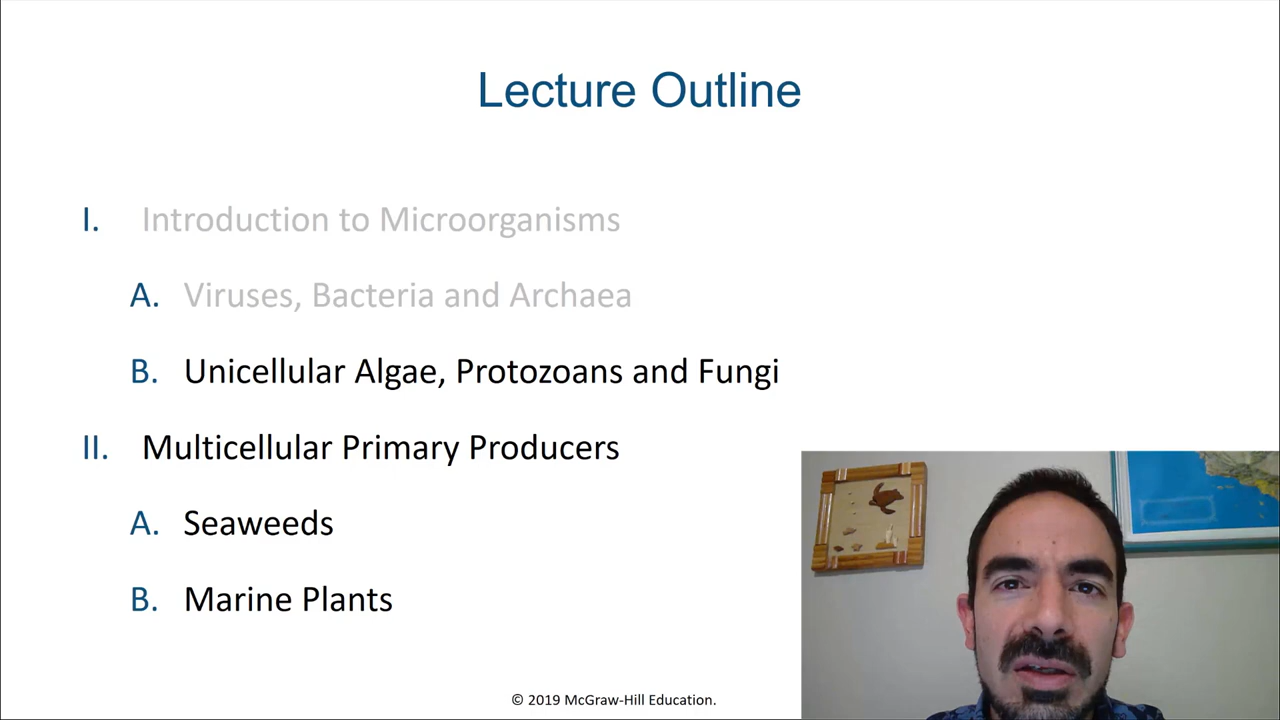 Lecture Outline
I. Introduction to Microorganisms
A. Viruses, Bacteria and Archaea
B. Unicellular Algae, Protozoans and Fungi
II. Multicellular Primary Producers
A. Seaweeds
B. Marine Plants
© 2019 McGraw-Hill Education.